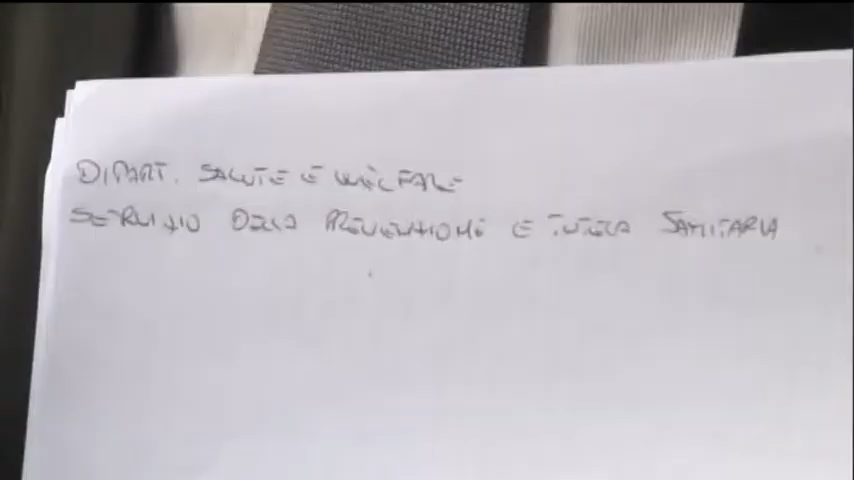 DIPART. SALUTE E WELFARE
SERVIZIO DELLA PREVENZIONE E TUTELA SANITARIA